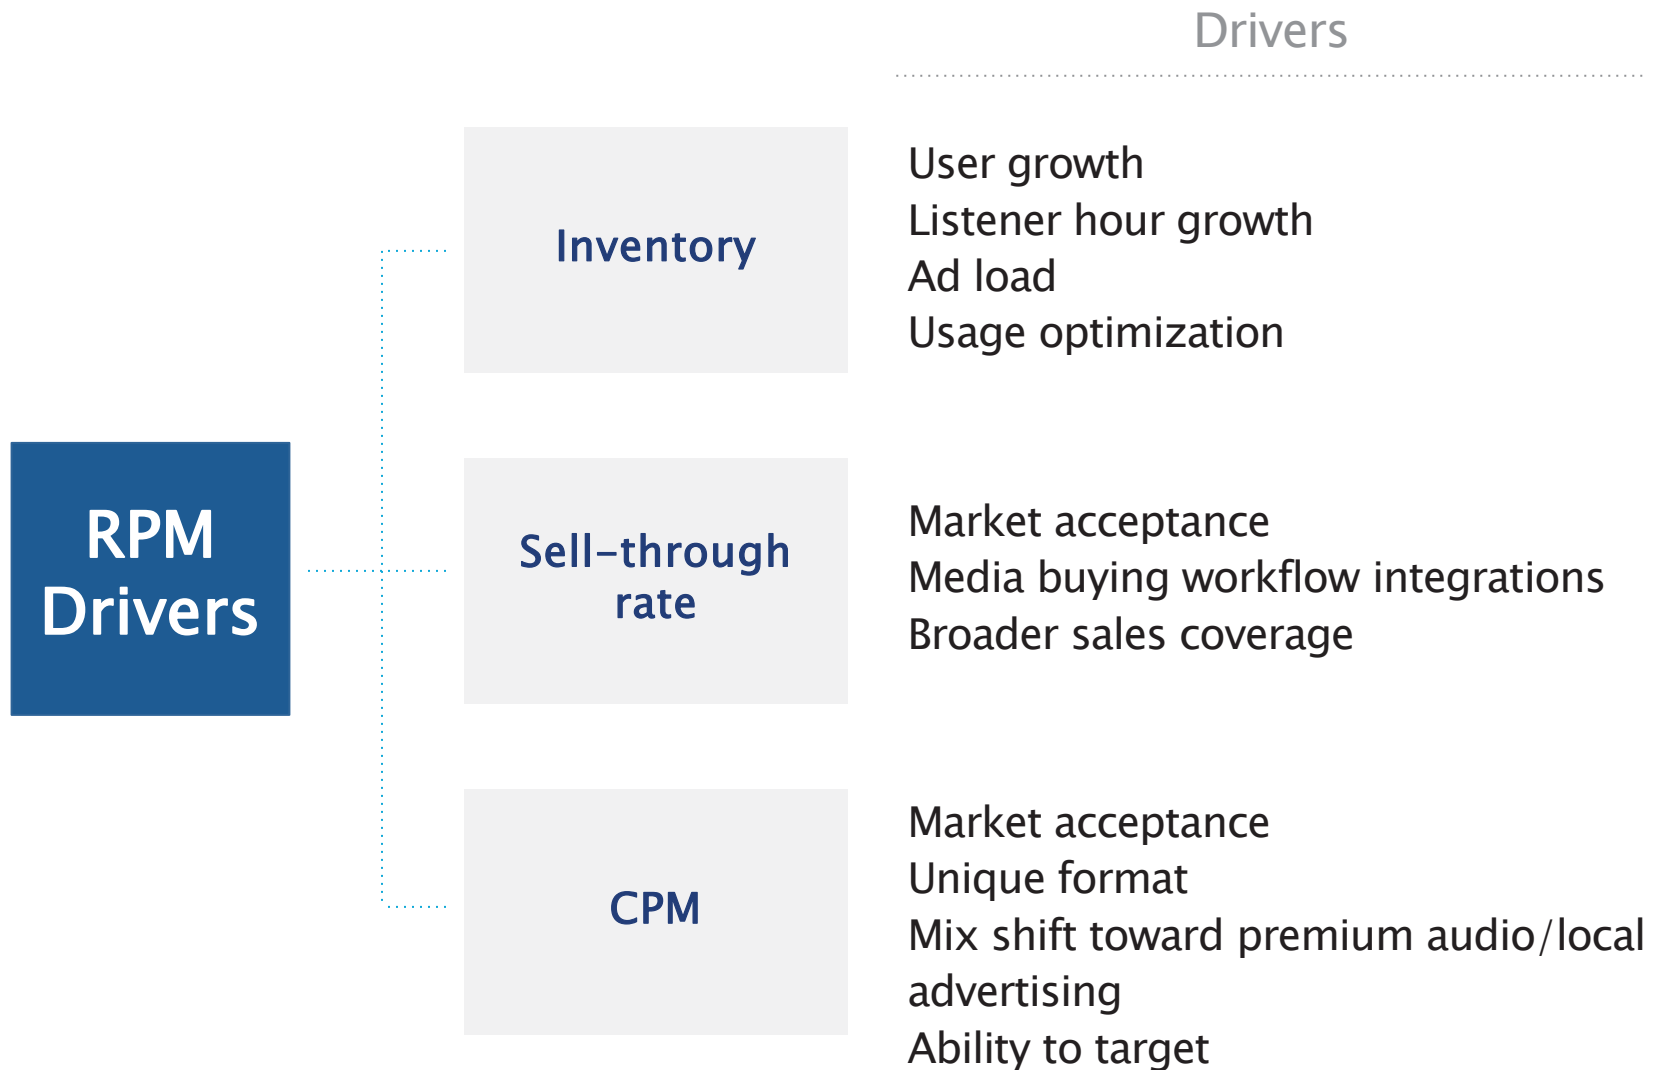 Drivers
RPM
Drivers
Inventory
User growth
Listener hour growth
Ad load
Usage optimization
Sell–through
rate
Market acceptance
Media buying workflow integrations
Broader sales coverage
CPM
Market acceptance
Unique format
Mix shift toward premium audio/local
advertising
Ability to target